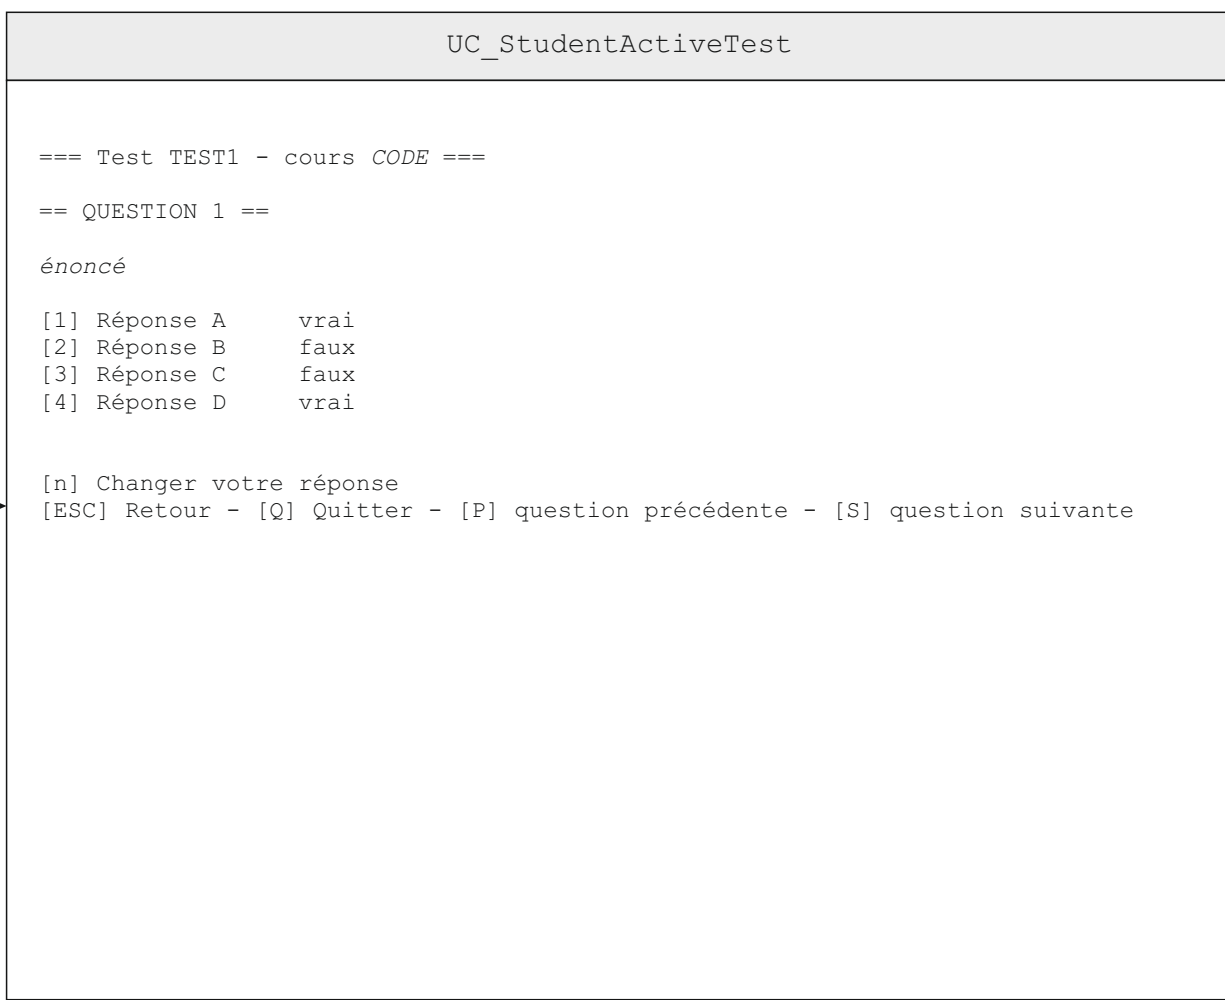 UC_StudentActiveTest
=== Test TEST1 - cours CODE ===
== QUESTION 1 ==
énoncé
[1] Réponse A     vrai
[2] Réponse B     faux
[3] Réponse C     faux
[4] Réponse D     vrai
[n] Changer votre réponse
[ESC] Retour - [Q] Quitter - [P] question précédente - [S] question suivante